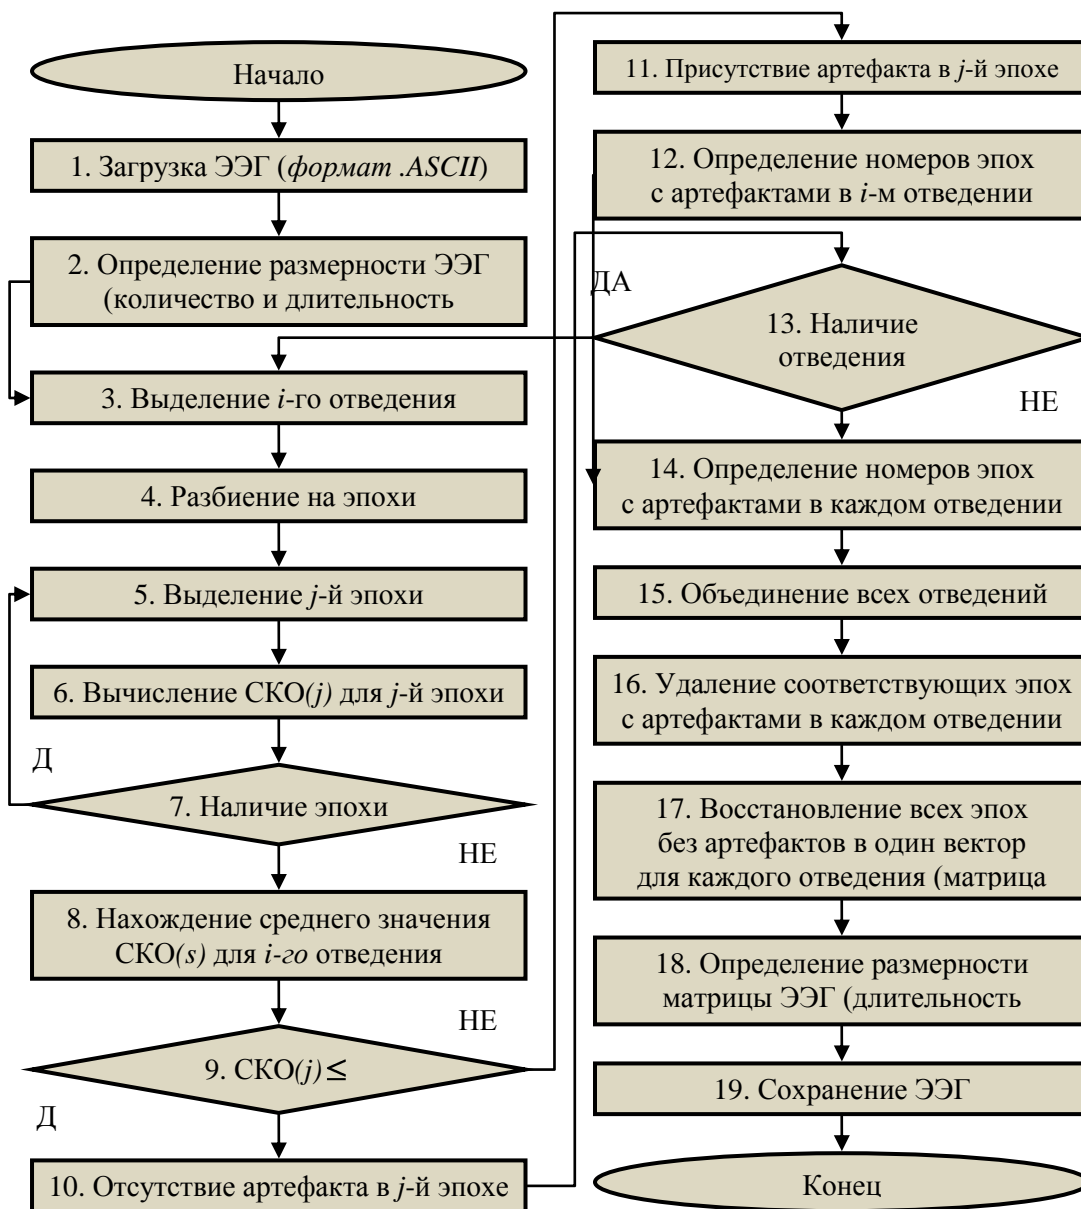 Начало
1. Загрузка ЭЭГ (формат .ASCII)
2. Определение размерности ЭЭГ
(количество и длительность
3. Выделение i-го отведения
4. Разбиение на эпохи
5. Выделение j-й эпохи
6. Вычисление СКО(j) для j-й эпохи
Д
7. Наличие эпохи
НЕ
8. Нахождение среднего значения
СКО(s) для i-го отведения
НЕ
9. СКО(j) ≤
Д
10. Отсутствие артефакта в j-й эпохе
11. Присутствие артефакта в j-й эпохе
12. Определение номеров эпох
с артефактами в i-м отведении
ДА
13. Наличие
отведения
НЕ
14. Определение номеров эпох
с артефактами в каждом отведении
15. Объединение всех отведений
16. Удаление соответствующих эпох
с артефактами в каждом отведении
17. Восстановление всех эпох
без артефактов в один вектор
для каждого отведения (матрица
18. Определение размерности
матрицы ЭЭГ (длительность
19. Сохранение ЭЭГ
Конец